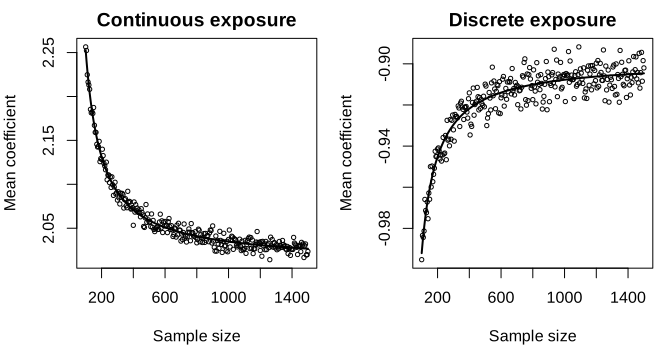 Continuous exposure
Mean coefficient
2.25
2.15
2.05
200 600 1000 1400
Sample size
Discrete exposure
Mean coefficient
-0.90
-0.94
-0.98
200 600 1000 1400
Sample size